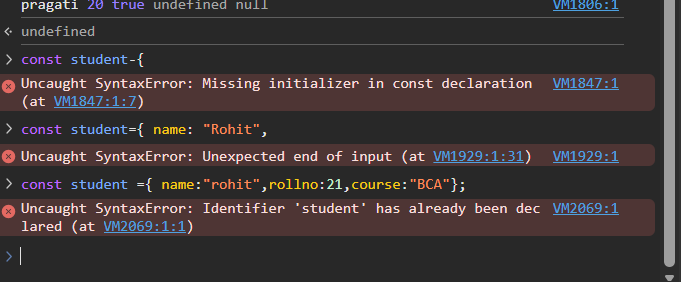 pragati 20 true undefined null VM1806:1
undefined
const student-{
Uncaught SyntaxError: Missing initializer in const declaration VM1847:1
(at VM1847:1:7)
const student={ name: "Rohit",
Uncaught SyntaxError: Unexpected end of input (at VM1929:1:31) VM1929:1
const student ={ name:"rohit",rollno:21,course:"BCA"};
Uncaught SyntaxError: Identifier 'student' has already been dec VM2069:1
lared (at VM2069:1:1)